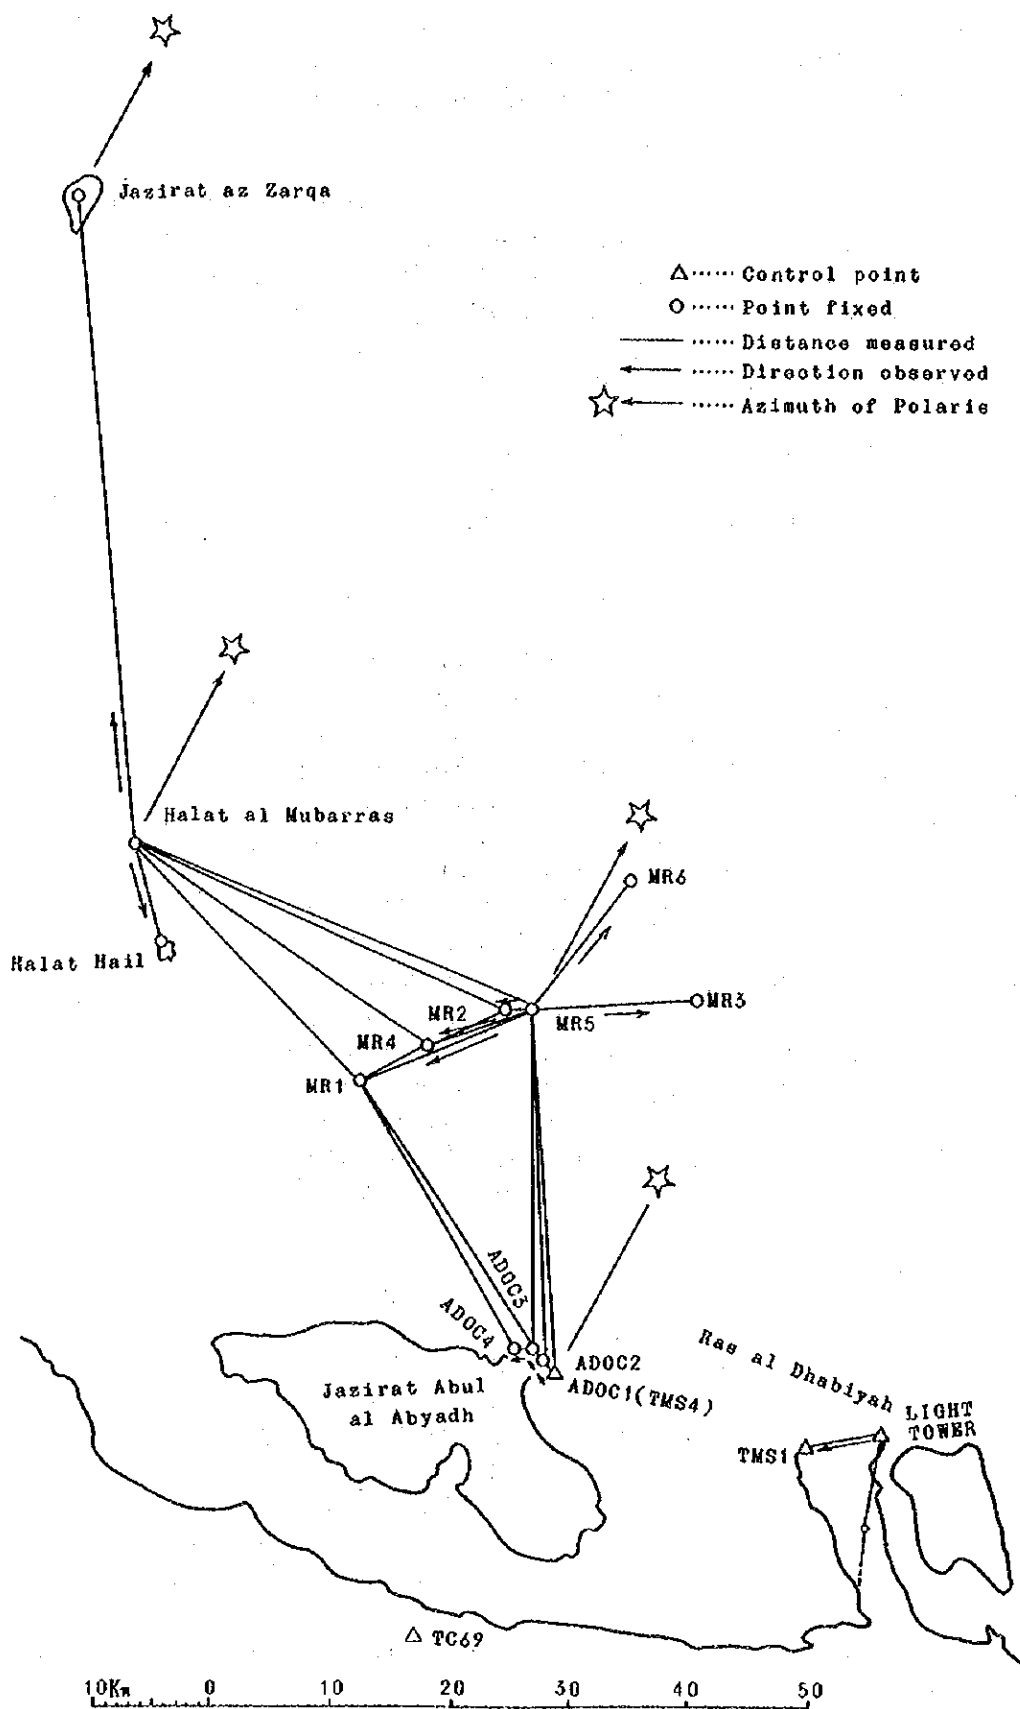 Jazirat az Zarqa
△ ······ Control point
○ ······ Point fixed
······ Distance measured
······ Direction observed
······ Azimuth of Polaris
Halat al Mubarras
MR6
Halat Hail
MR2
MR3
MR5
MR4
MR1
ADOC3
ADOC4
ADOC2
ADOC1(TMS4)
Ras al Dhabiyah
Jazirat Abul
al Abyadh
LIGHT
TOWER
TMS1
TC69
10Km 0 10 20 30 40 50